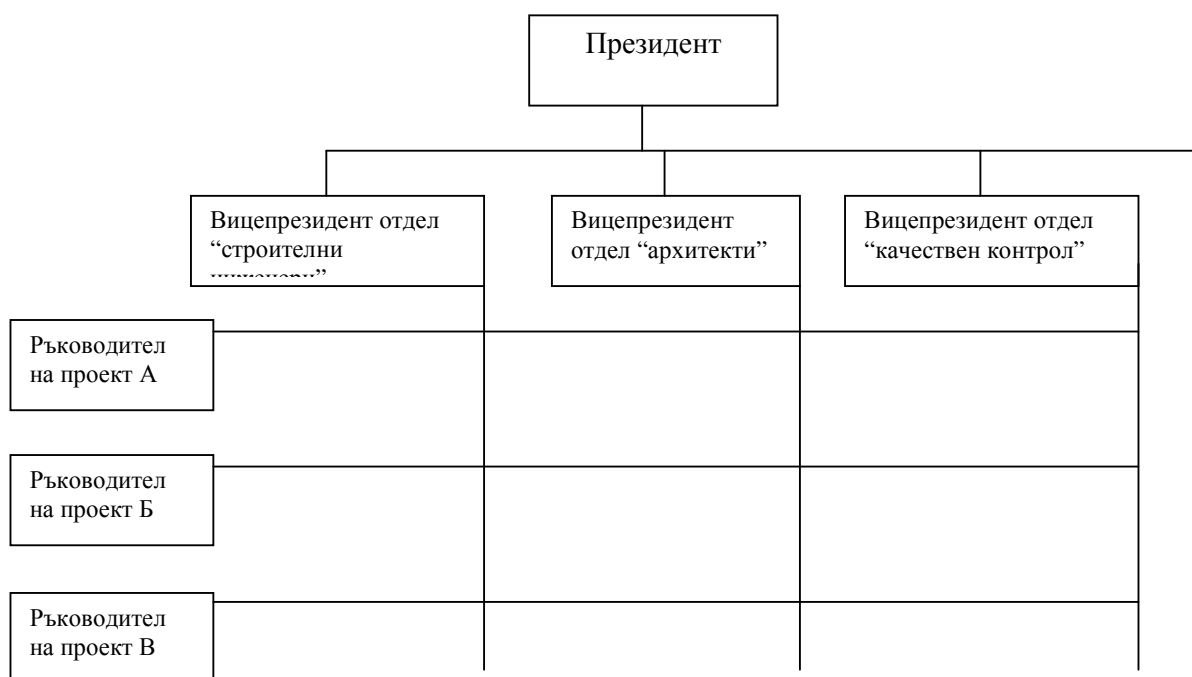 Президент
Вицепрезидент отдел
“строителни
инженери”
Вицепрезидент
отдел “архитекти”
Вицепрезидент отдел
“качествен контрол”
Ръководител
на проект А
Ръководител
на проект Б
Ръководител
на проект В